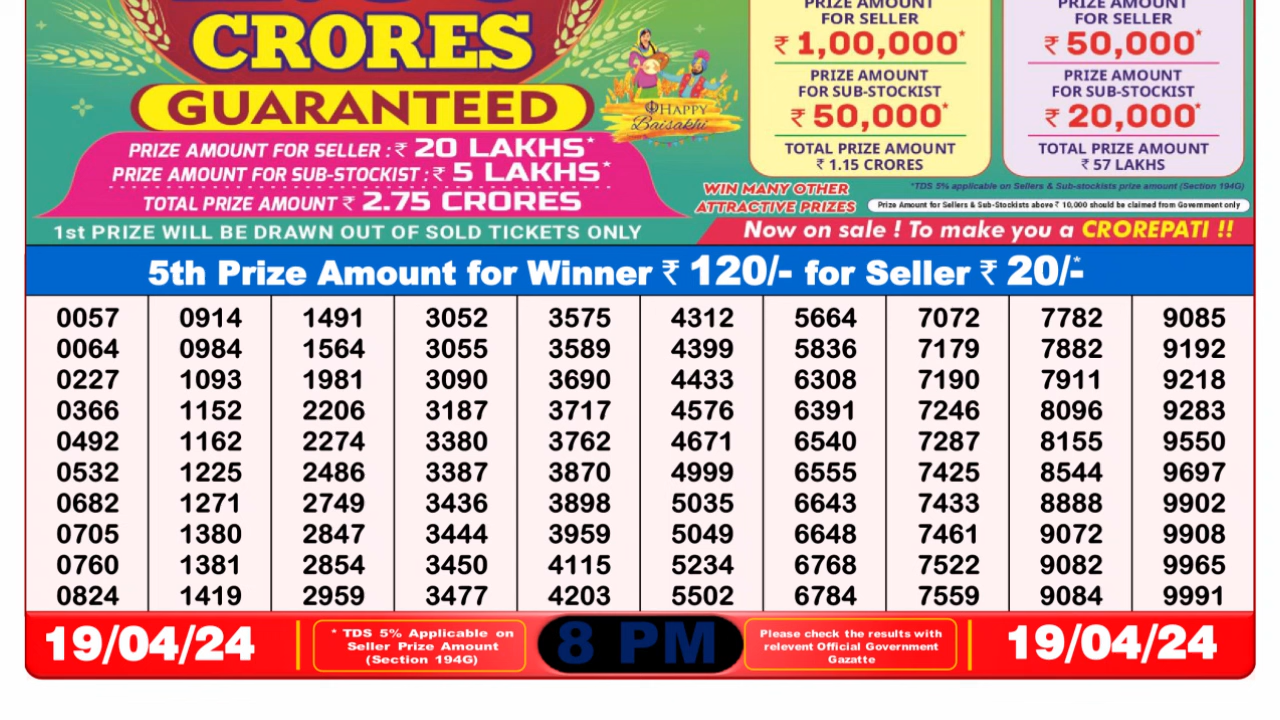 CRORES
GUARANTEED
PRIZE AMOUNT FOR SELLER : ₹ 20 LAKHS*
PRIZE AMOUNT FOR SUB-STOCKIST : ₹ 5 LAKHS*
TOTAL PRIZE AMOUNT ₹ 2.75 CRORES
1st PRIZE WILL BE DRAWN OUT OF SOLD TICKETS ONLY
HAPPY
Baisakhi
PRIZE AMOUNT
FOR SELLER
₹ 1,00,000*
PRIZE AMOUNT
FOR SUB-STOCKIST
₹ 50,000*
TOTAL PRIZE AMOUNT
₹ 1.15 CRORES
PRIZE AMOUNT
FOR SELLER
₹ 50,000*
PRIZE AMOUNT
FOR SUB-STOCKIST
₹ 20,000*
TOTAL PRIZE AMOUNT
₹ 57 LAKHS
WIN MANY OTHER
ATTRACTIVE PRIZES
*TDS 5% applicable on Sellers & Sub-stockists prize amount (Section 194G)
Prize Amount for Sellers & Sub-Stockists above ₹ 10,000 should be claimed from Government only
Now on sale ! To make you a CROREPATI !!
5th Prize Amount for Winner ₹ 120/- for Seller ₹ 20/-*
0057 0914 1491 3052 3575 4312 5664 7072 7782 9085
0064 0984 1564 3055 3589 4399 5836 7179 7882 9192
0227 1093 1981 3090 3690 4433 6308 7190 7911 9218
0366 1152 2206 3187 3717 4576 6391 7246 8096 9283
0492 1162 2274 3380 3762 4671 6540 7287 8155 9550
0532 1225 2486 3387 3870 4999 6555 7425 8544 9697
0682 1271 2749 3436 3898 5035 6643 7433 8888 9902
0705 1380 2847 3444 3959 5049 6648 7461 9072 9908
0760 1381 2854 3450 4115 5234 6768 7522 9082 9965
0824 1419 2959 3477 4203 5502 6784 7559 9084 9991
19/04/24
* TDS 5% Applicable on
Seller Prize Amount
(Section 194G)
8 PM
Please check the results with
relevent Official Government
Gazatte
19/04/24